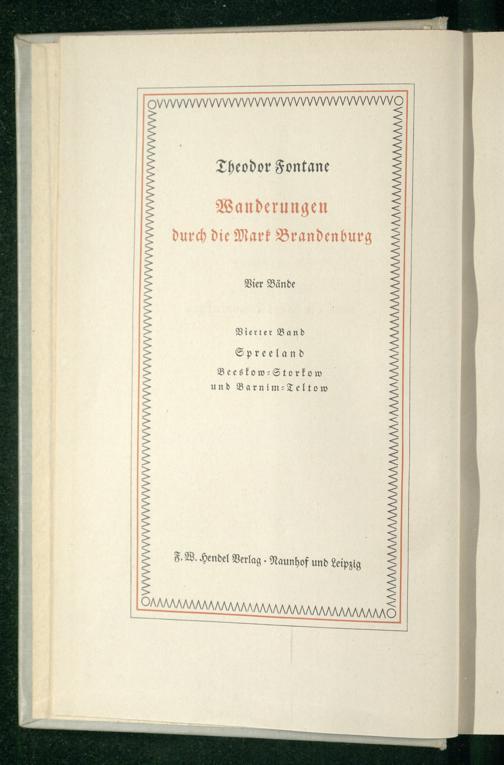 Theodor Fontane
Wanderungen
durch die Mark Brandenburg
Vier Bände
Vierter Band
Spreeland
Beeskow-Storkow
und Barnim-Teltow
F. W. Hendel Verlag · Naunhof und Leipzig